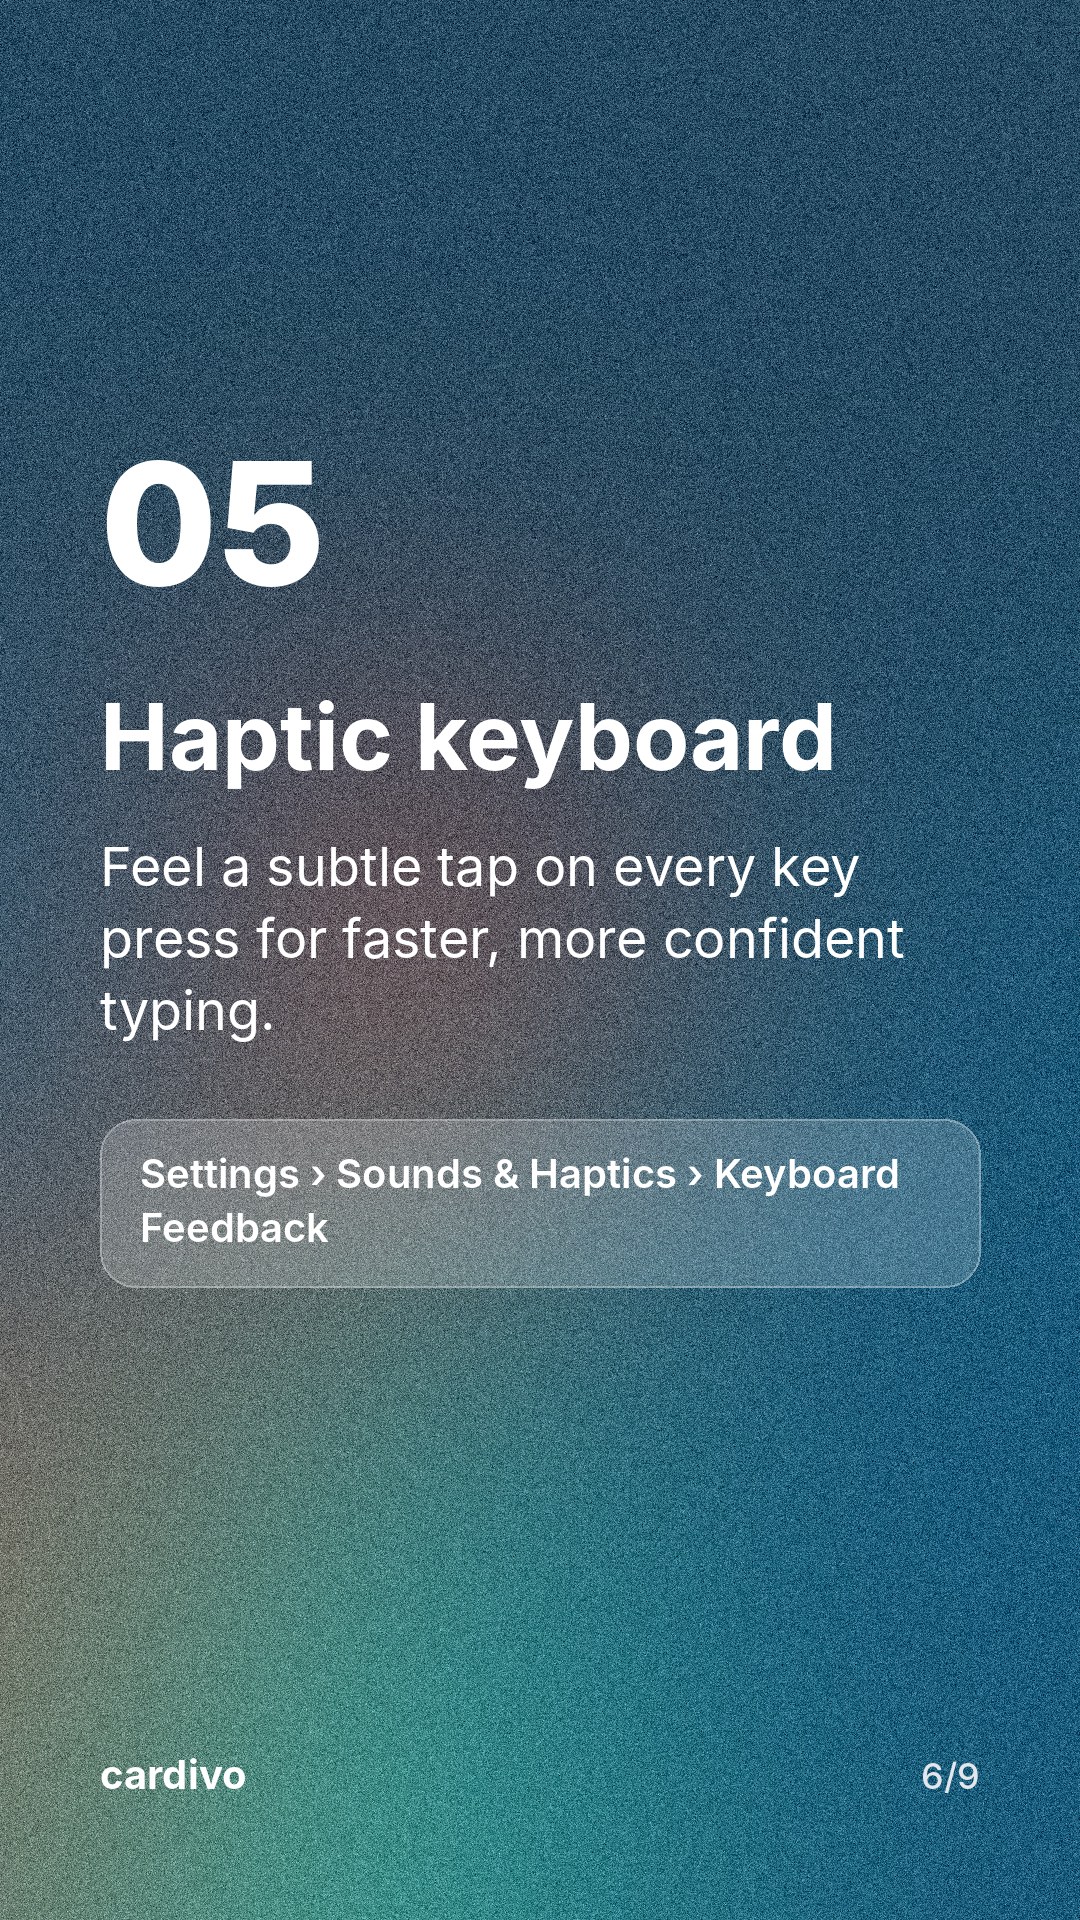 05
Haptic keyboard
Feel a subtle tap on every key
press for faster, more confident
typing.
Settings › Sounds & Haptics › Keyboard
Feedback
cardivo
6/9